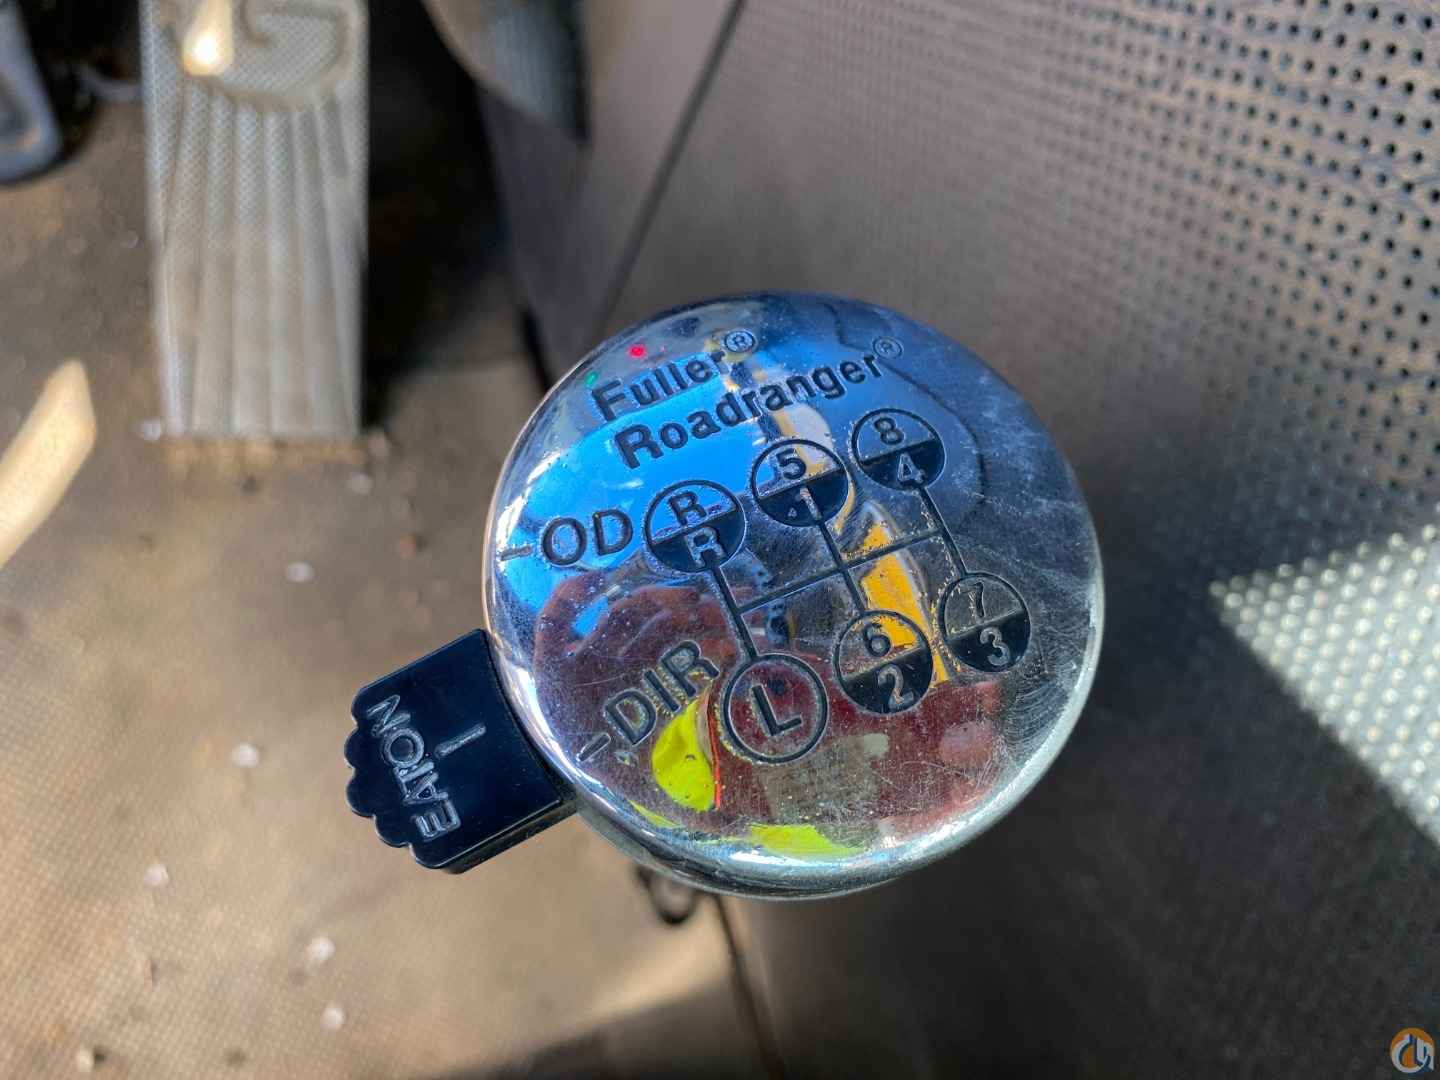 Fuller®
Roadranger®
-OD R 5 8
R 1 4
-DIR L 6 7
2 3
EATON